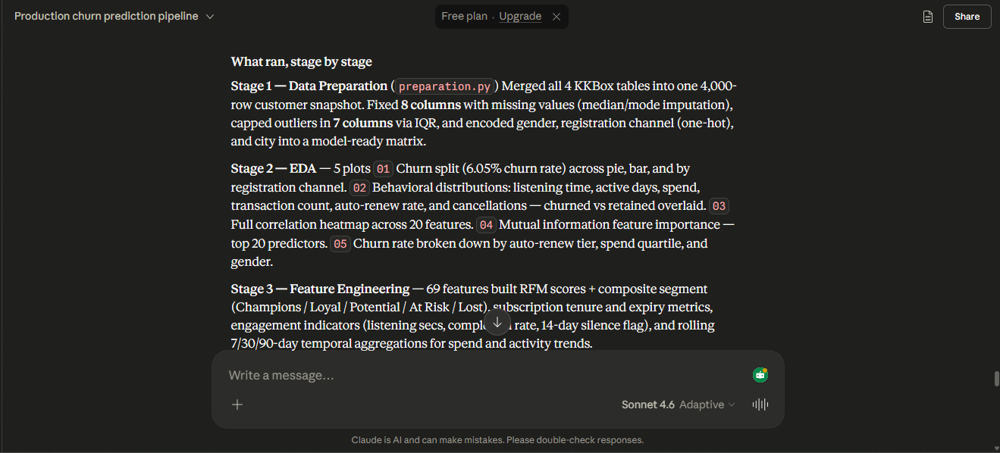 Production churn prediction pipeline
Free plan · Upgrade
Share
What ran, stage by stage
Stage 1 — Data Preparation (preparation.py) Merged all 4 KKBox tables into one 4,000-
row customer snapshot. Fixed 8 columns with missing values (median/mode imputation),
capped outliers in 7 columns via IQR, and encoded gender, registration channel (one-hot),
and city into a model-ready matrix.
Stage 2 — EDA — 5 plots 01 Churn split (6.05% churn rate) across pie, bar, and by
registration channel. 02 Behavioral distributions: listening time, active days, spend,
transaction count, auto-renew rate, and cancellations — churned vs retained overlaid. 03
Full correlation heatmap across 20 features. 04 Mutual information feature importance —
top 20 predictors. 05 Churn rate broken down by auto-renew tier, spend quartile, and
gender.
Stage 3 — Feature Engineering — 69 features built RFM scores + composite segment
(Champions / Loyal / Potential / At Risk / Lost), subscription tenure and expiry metrics,
engagement indicators (listening secs, rate, 14-day silence flag), and rolling
7/30/90-day temporal aggregations for spend and activity trends.
Write a message...
Sonnet 4.6 Adaptive
Claude is AI and can make mistakes. Please double-check responses.